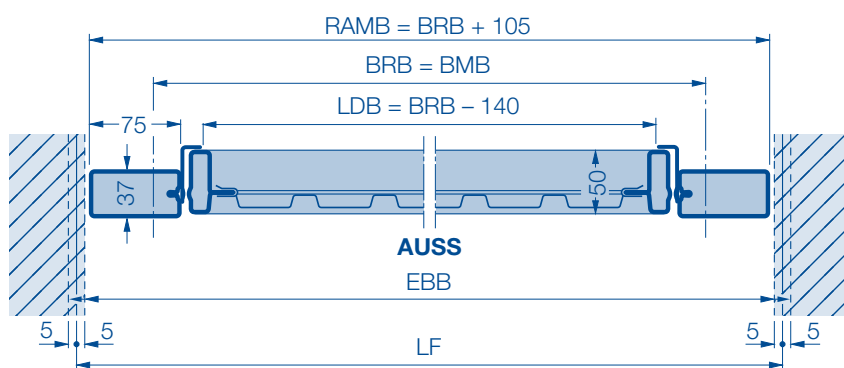 RAMB = BRB + 105
BRB = BMB
LDB = BRB – 140
75
37
50
AUSS
EBB
5 5
5 5
LF